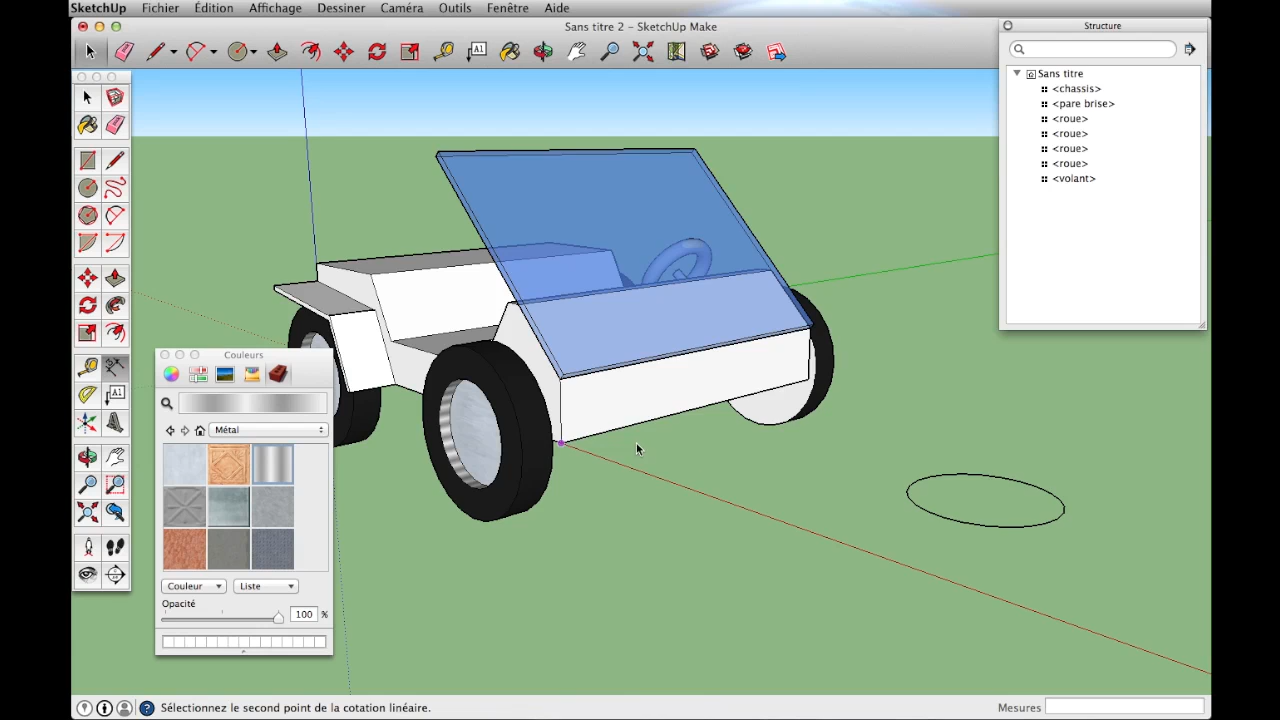 SketchUp Fichier Édition Affichage Dessiner Caméra Outils Fenêtre Aide
Sans titre 2 – SketchUp Make
A1
Structure
Sans titre
<chassis>
<pare brise>
<roue>
<roue>
<roue>
<roue>
<volant>
A1
Couleurs
Métal
Couleur Liste
Opacité
100 %
Sélectionnez le second point de la cotation linéaire.
Mesures